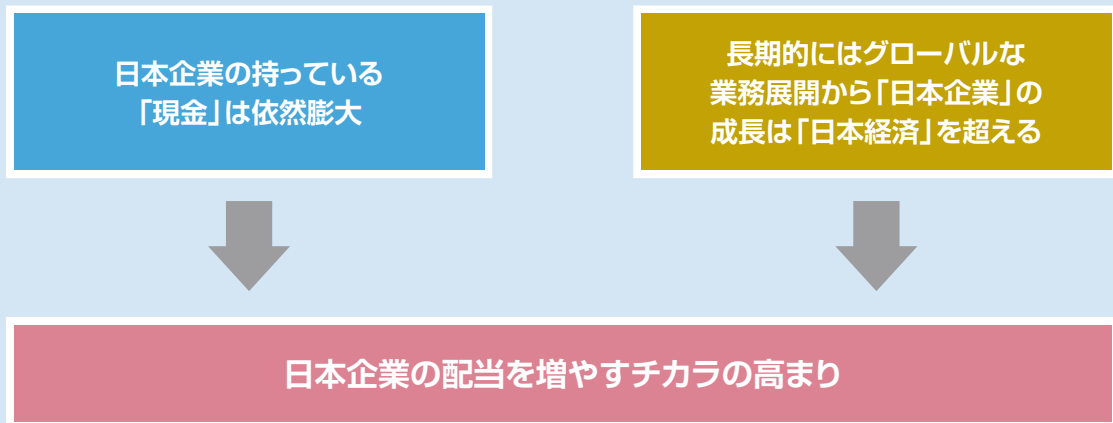 日本企業の持っている
「現金」は依然膨大
長期的にはグローバルな
業務展開から「日本企業」の
成長は「日本経済」を超える
日本企業の配当を増やすチカラの高まり